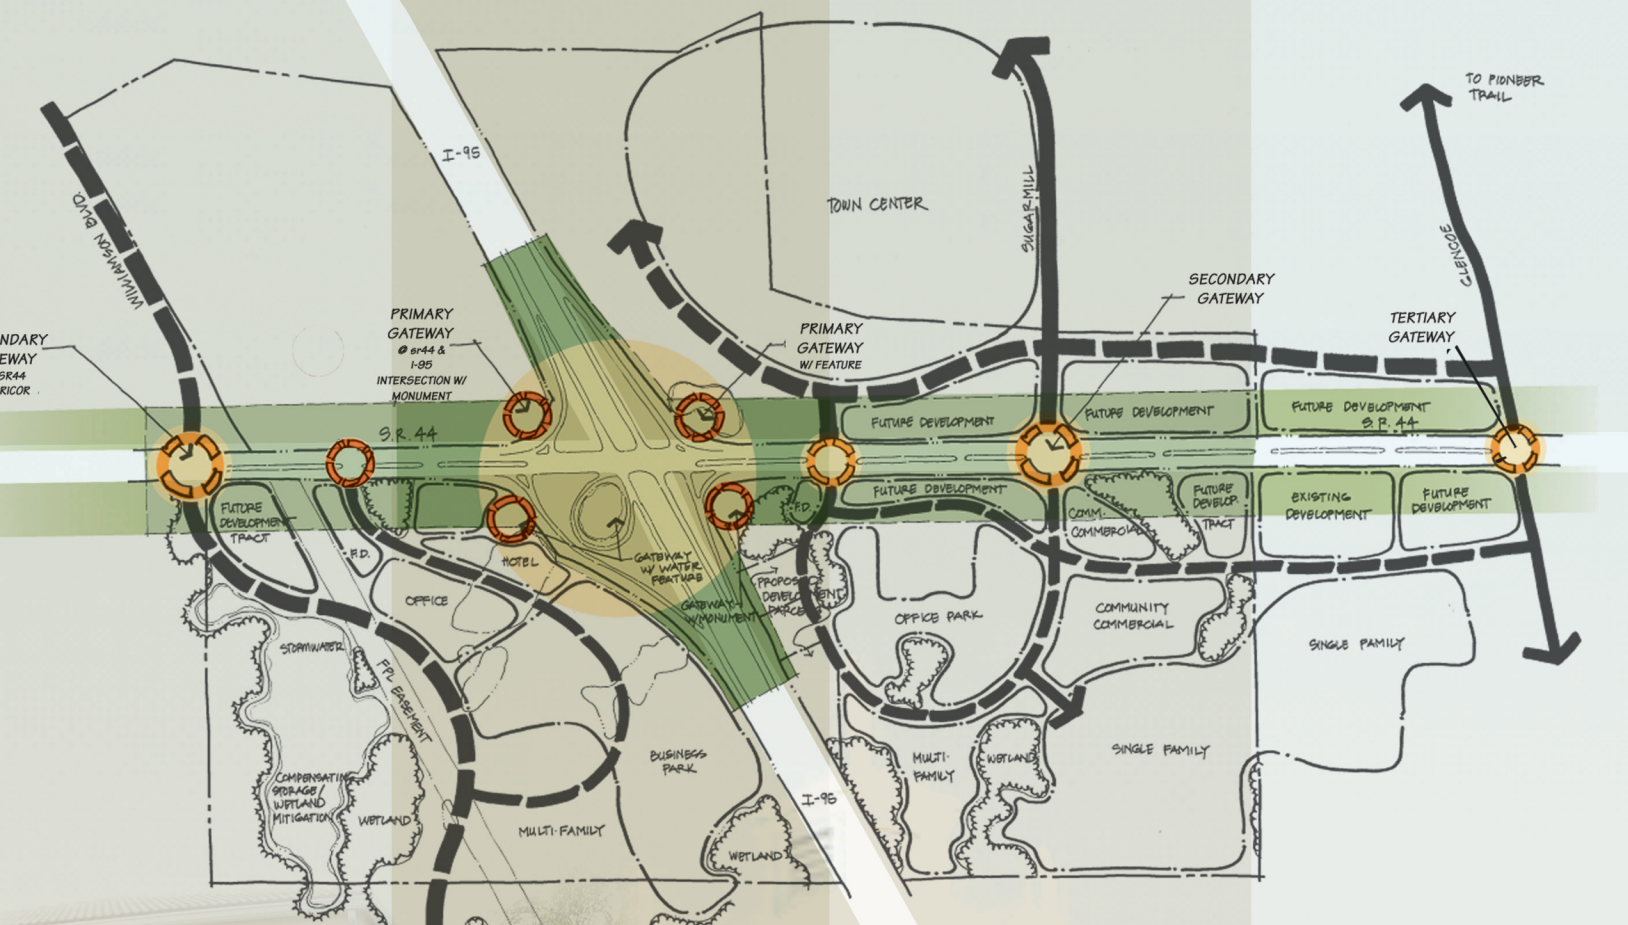 TO PIONEER
TRAIL
I-95
TOWN CENTER
SUGARMILL
WILLIAMSON BLVD.
GLENCOE
SECONDARY
GATEWAY
TERTIARY
GATEWAY
PRIMARY
GATEWAY
@ sr44 &
I-95
INTERSECTION W/
MONUMENT
PRIMARY
GATEWAY
W/ FEATURE
NDARY
EWAY
SR44
RICOR
S.R. 44
FUTURE DEVELOPMENT
FUTURE DEVELOPMENT
FUTURE DEVELOPMENT
S.R. 44
FUTURE DEVELOPMENT
FUTURE
DEVELOPMENT
TRACT
F.D.
F.D.
HOTEL
OFFICE
GATEWAY
W/ WATER
FEATURE
GATEWAY
W/MONUMENT
PROPOSED
DEVELOPMENT
PARCEL
COMM.
COMMERCIAL
FUTURE
DEVELOP.
TRACT
EXISTING
DEVELOPMENT
FUTURE
DEVELOPMENT
OFFICE PARK
COMMUNITY
COMMERCIAL
SINGLE FAMILY
STORMWATER
FPL EASEMENT
COMPENSATING
STORAGE/
WETLAND
MITIGATION
WETLAND
BUSINESS
PARK
MULTI-FAMILY
WETLAND
I-95
MULTI-
FAMILY
WETLAND
SINGLE FAMILY